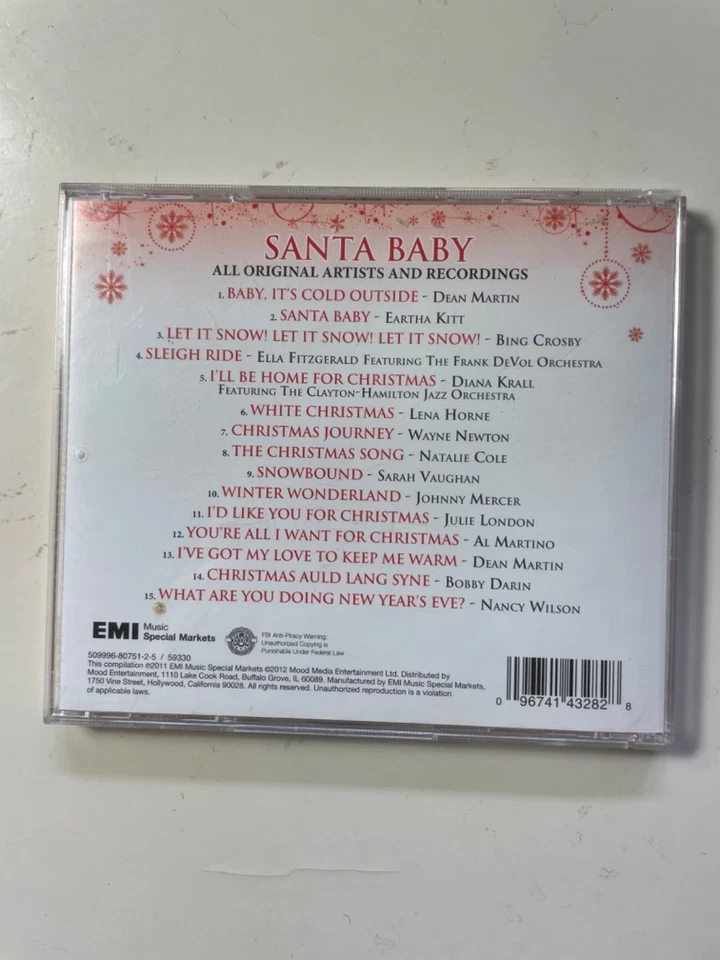 SANTA BABY
ALL ORIGINAL ARTISTS AND RECORDINGS
1. BABY, IT'S COLD OUTSIDE - DEAN MARTIN
2. SANTA BABY - EARTHA KITT
3. LET IT SNOW! LET IT SNOW! LET IT SNOW! - BING CROSBY
4. SLEIGH RIDE - ELLA FITZGERALD FEATURING THE FRANK DEVOL ORCHESTRA
5. I'LL BE HOME FOR CHRISTMAS - DIANA KRALL
FEATURING THE CLAYTON-HAMILTON JAZZ ORCHESTRA
6. WHITE CHRISTMAS - LENA HORNE
7. CHRISTMAS JOURNEY - WAYNE NEWTON
8. THE CHRISTMAS SONG - NATALIE COLE
9. SNOWBOUND - SARAH VAUGHAN
10. WINTER WONDERLAND - JOHNNY MERCER
11. I'D LIKE YOU FOR CHRISTMAS - JULIE LONDON
12. YOU'RE ALL I WANT FOR CHRISTMAS - AL MARTINO
13. I'VE GOT MY LOVE TO KEEP ME WARM - DEAN MARTIN
14. CHRISTMAS AULD LANG SYNE - BOBBY DARIN
15. WHAT ARE YOU DOING NEW YEAR'S EVE? - NANCY WILSON
EMI Music
Special Markets
FBI Anti-Piracy Warning:
Unauthorized Copying is
Punishable Under Federal Law
509996-80751-2-5 / 59330
This compilation ℗2011 EMI Music Special Markets ©2012 Mood Media Entertainment Ltd. Distributed by
Mood Entertainment, 1110 Lake Cook Road, Buffalo Grove, IL 60089. Manufactured by EMI Music Special Markets,
1750 Vine Street, Hollywood, California 90028. All rights reserved. Unauthorized reproduction is a violation
of applicable laws.
0 96741 43282 8